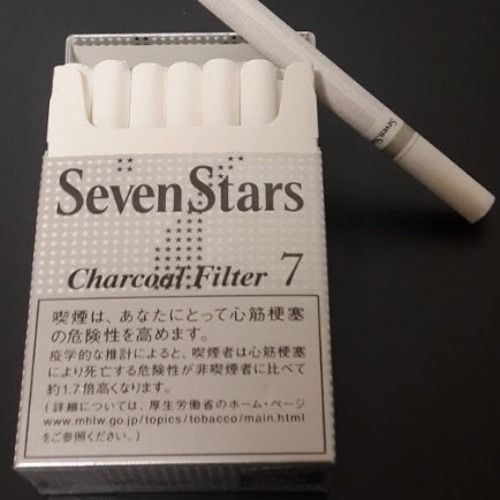 SevenStars
Charcoal Filter 7
喫煙は、あなたにとって心筋梗塞
の危険性を高めます。
疫学的な推計によると、喫煙者は心筋梗塞
により死亡する危険性が非喫煙者に比べて
約1.7倍高くなります。
(詳細については、厚生労働省のホーム・ページ
www.mhlw.go.jp/topics/tobacco/main.html
をご参照ください。)
SevenSta